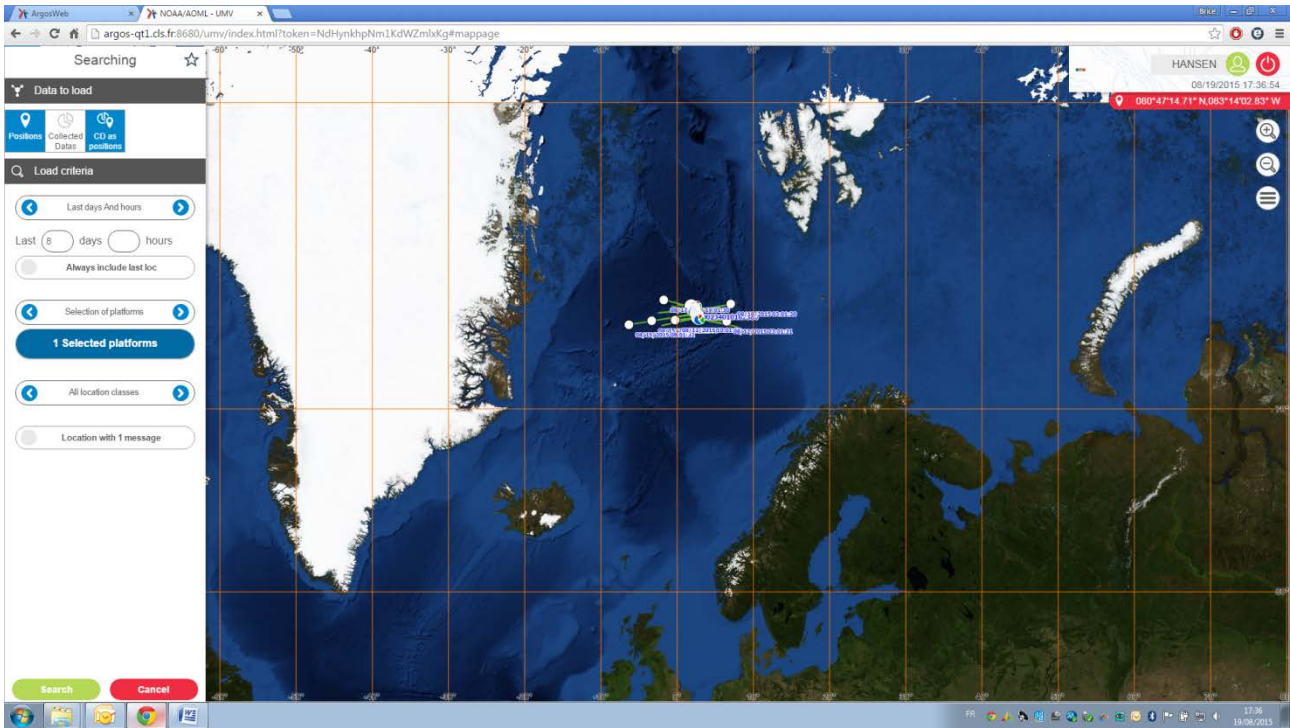 ArgosWeb
NOAA/AOML - UMV
Brice
argos-qt1.cls.fr:8680/umv/index.html?token=NdHynkhpNm1KdWZmlxKg#mappage
Searching
HANSEN
08/19/2015 17:36:54
080°47'14.71" N,063°14'02.83" W
Data to load
Positions
Collected Datas
CD as positions
Load criteria
Last days And hours
Last 8 days hours
Always include last loc
Selection of platforms
1 Selected platforms
All location classes
Location with 1 message
Search
Cancel
-60° -50° -40° -30° -20°
FR
17:36
19/08/2015